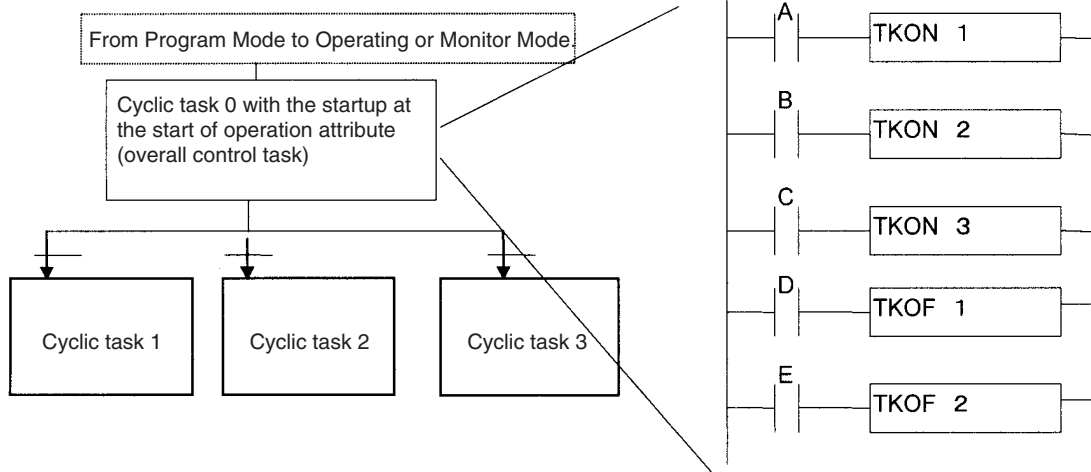 From Program Mode to Operating or Monitor Mode.
Cyclic task 0 with the startup at
the start of operation attribute
(overall control task)
Cyclic task 1
Cyclic task 2
Cyclic task 3
A
TKON 1
B
TKON 2
C
TKON 3
D
TKOF 1
E
TKOF 2